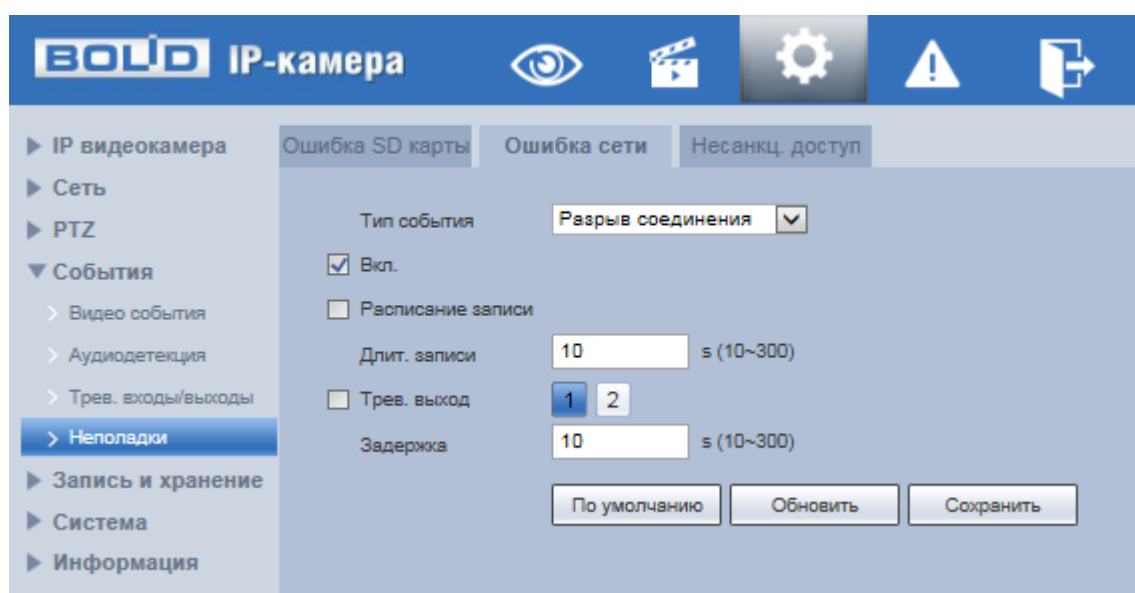 BOLID IP-камера
IP видеокамера
Сеть
PTZ
События
Видео события
Аудиодетекция
Трев. входы/выходы
Неполадки
Запись и хранение
Система
Информация
Ошибка SD карты Ошибка сети Несанкц. доступ
Тип события Разрыв соединения
Вкл.
Расписание записи
Длит. записи 10 s (10~300)
Трев. выход 1 2
Задержка 10 s (10~300)
По умолчанию Обновить Сохранить